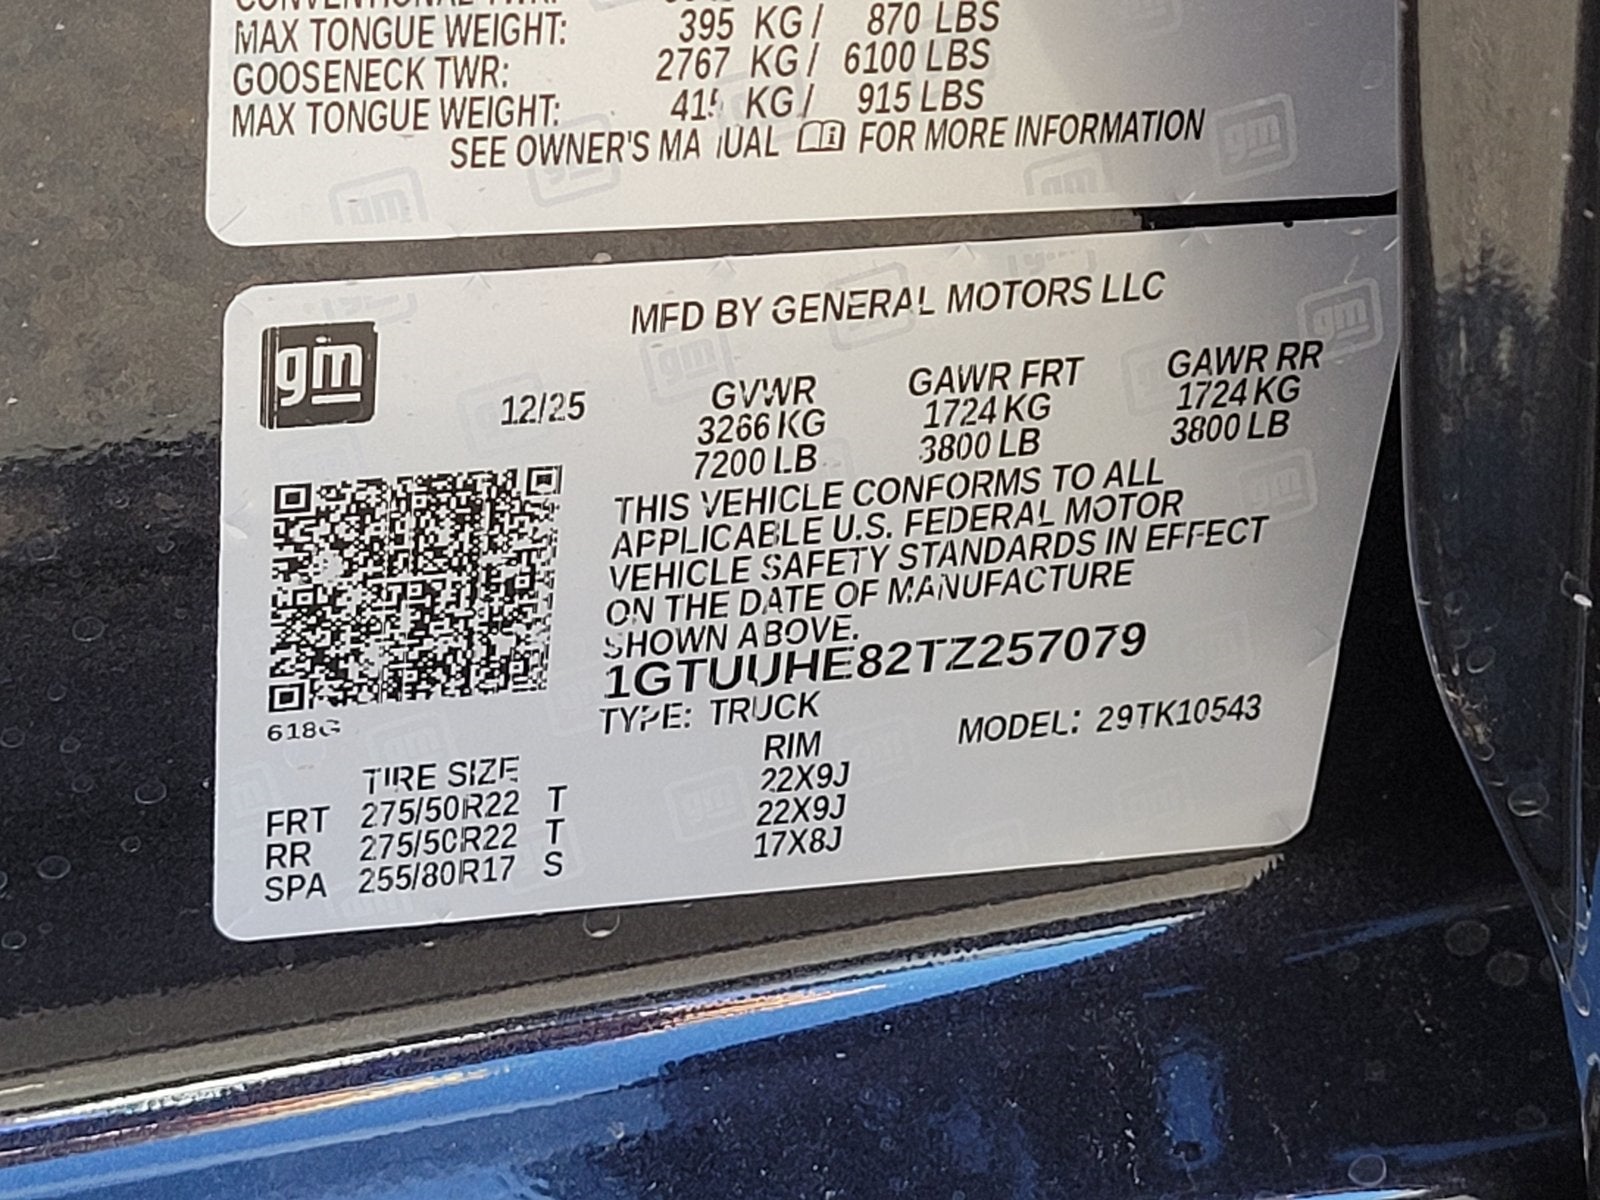 MAX TONGUE WEIGHT: 395 KG / 870 LBS
GOOSENECK TWR: 2767 KG / 6100 LBS
MAX TONGUE WEIGHT: 415 KG / 915 LBS
SEE OWNER'S MANUAL FOR MORE INFORMATION
gm
MFD BY GENERAL MOTORS LLC
12/25
GVWR GAWR FRT GAWR RR
3266 KG 1724 KG 1724 KG
7200 LB 3800 LB 3800 LB
THIS VEHICLE CONFORMS TO ALL
APPLICABLE U.S. FEDERAL MOTOR
VEHICLE SAFETY STANDARDS IN EFFECT
ON THE DATE OF MANUFACTURE
SHOWN ABOVE.
1GTUUHE82TZ257079
618G
TYPE: TRUCK MODEL: 29TK10543
TIRE SIZE RIM
FRT 275/50R22 T 22X9J
RR 275/50R22 T 22X9J
SPA 255/80R17 S 17X8J